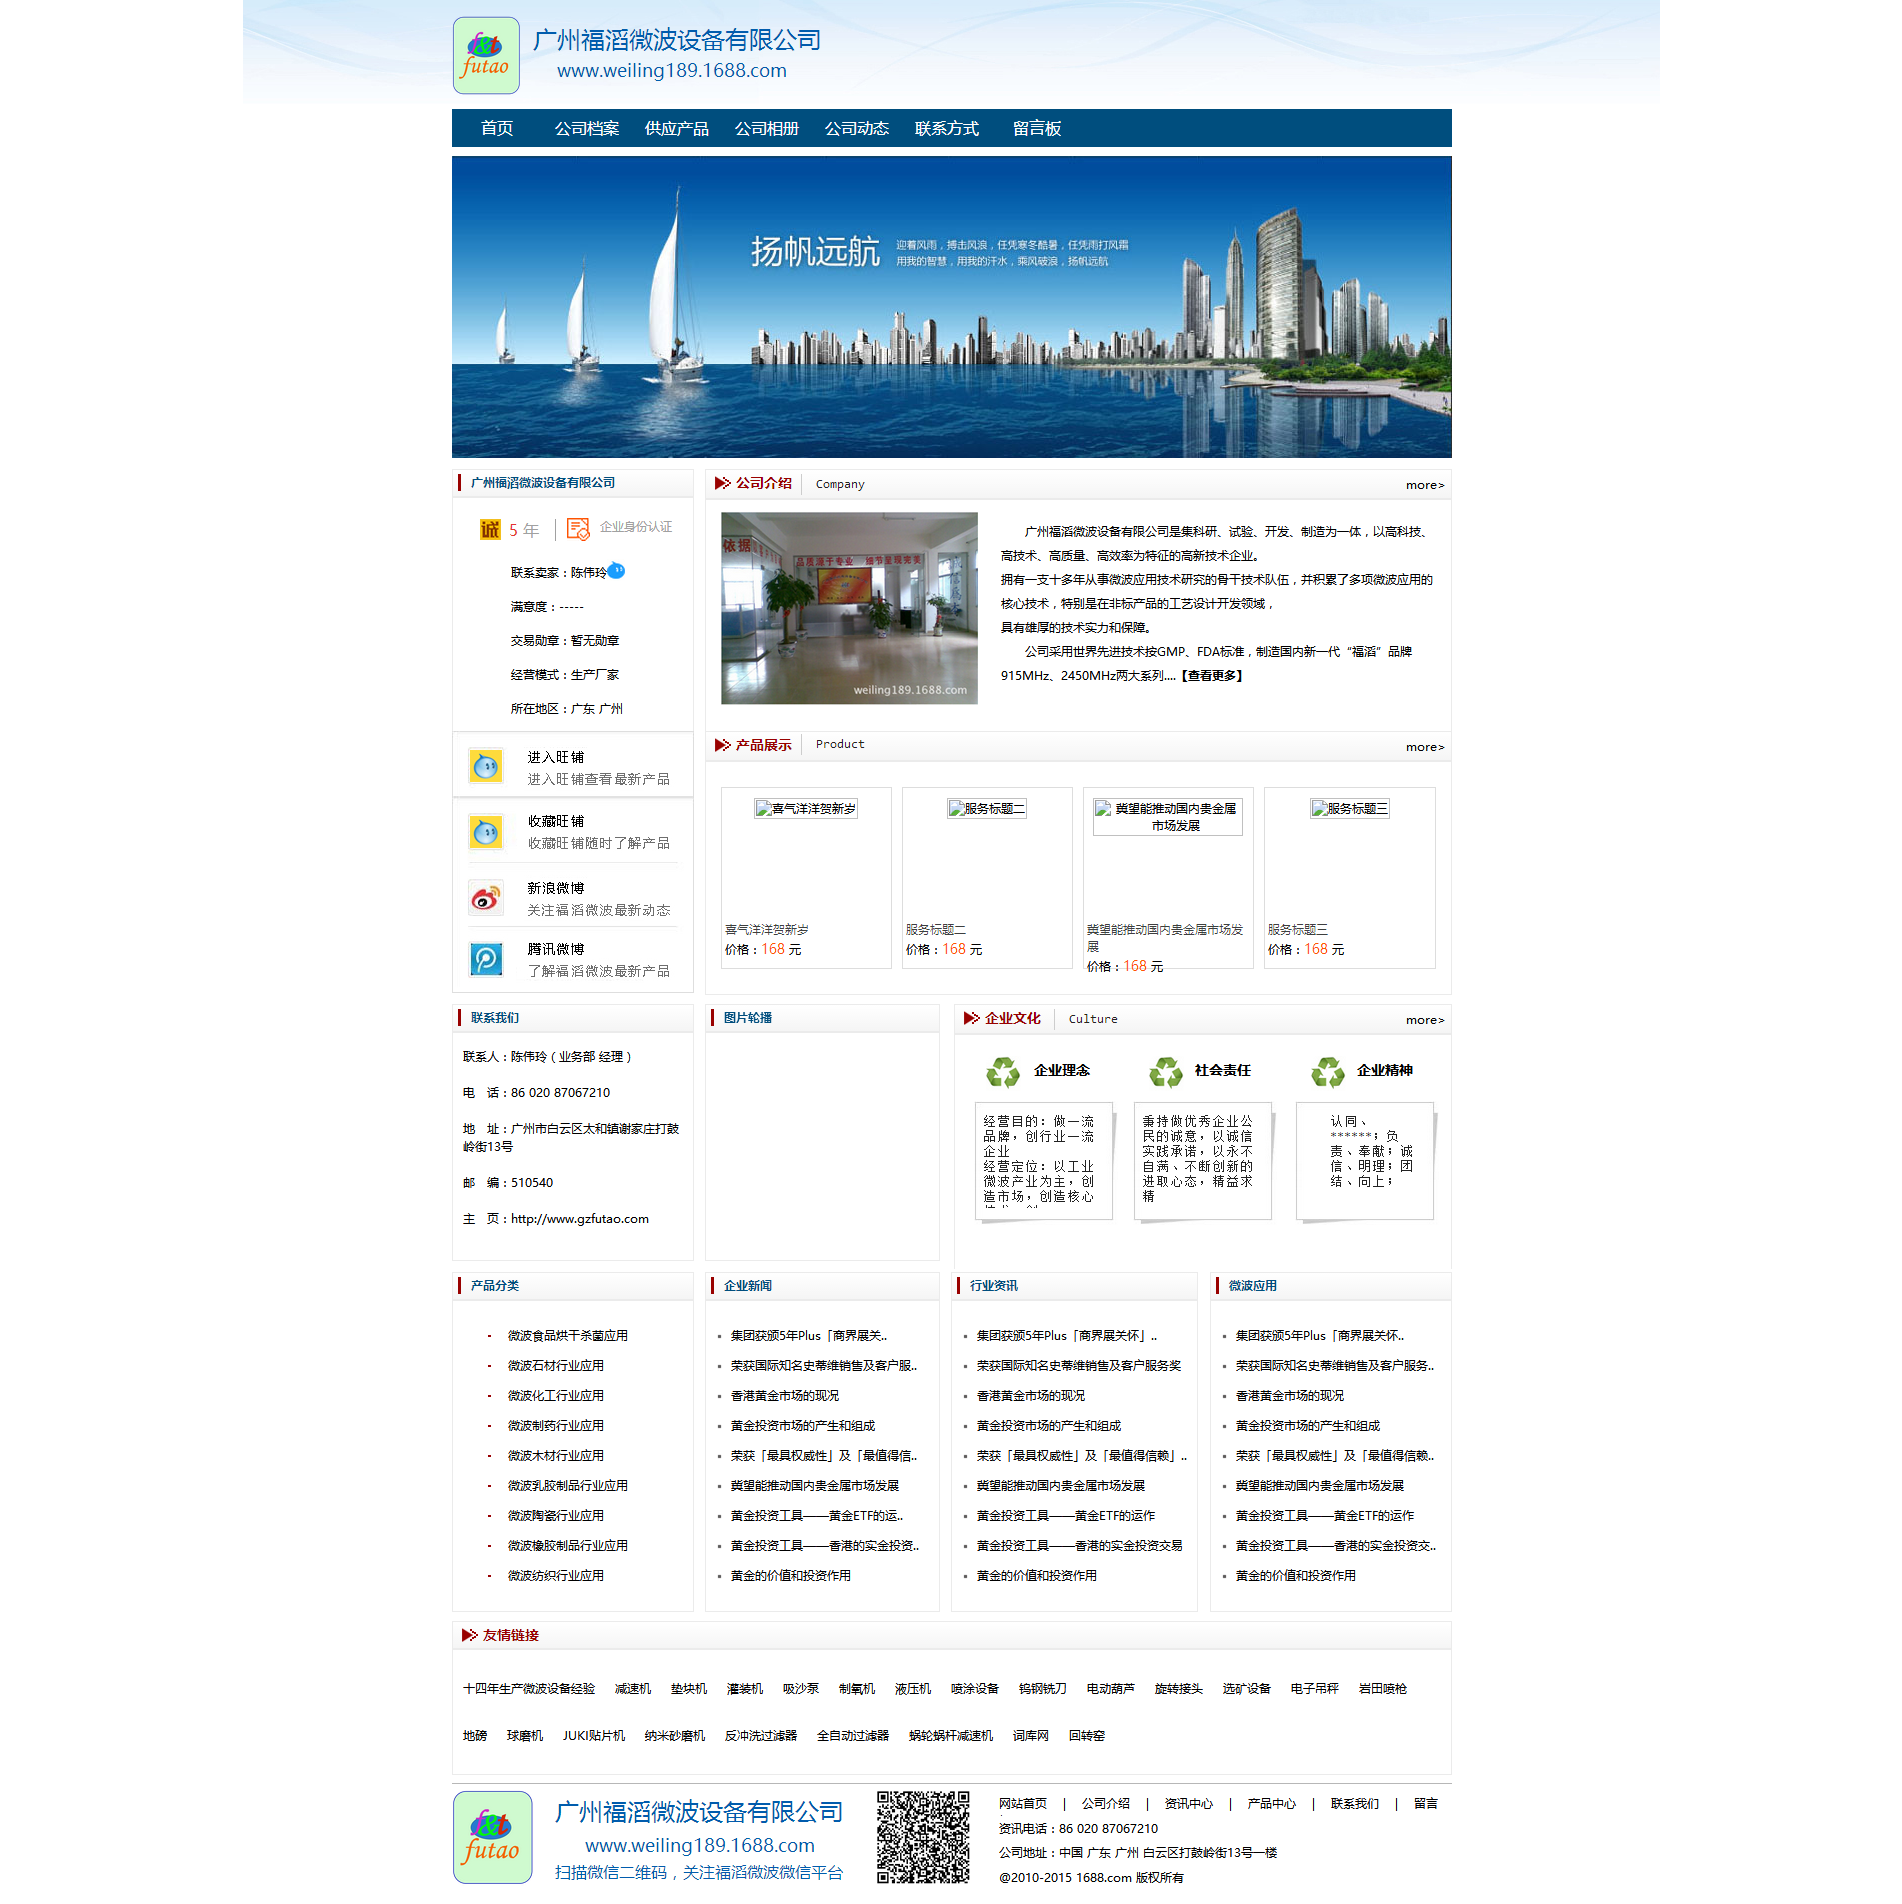 f&t
futao
广州福滔微波设备有限公司
www.weiling189.1688.com
首页 公司档案 供应产品 公司相册 公司动态 联系方式 留言板
扬帆远航
迎着风雨，搏击风浪，任凭寒冬酷暑，任凭雨打风霜
用我的智慧，用我的汗水，乘风破浪，扬帆远航
广州福滔微波设备有限公司
诚 5 年 企业身份认证
联系卖家：陈伟玲
满意度：-----
交易勋章：暂无勋章
经营模式：生产厂家
所在地区：广东 广州
进入旺铺
进入旺铺查看最新产品
收藏旺铺
收藏旺铺随时了解产品
新浪微博
关注福滔微波最新动态
腾讯微博
了解福滔微波最新产品
公司介绍 Company more>
依据
品质源于专业 细节呈现完美
weiling189.1688.com
广州福滔微波设备有限公司是集科研、试验、开发、制造为一体，以高科技、
高技术、高质量、高效率为特征的高新技术企业。
拥有一支十多年从事微波应用技术研究的骨干技术队伍，并积累了多项微波应用的
核心技术，特别是在非标产品的工艺设计开发领域，
具有雄厚的技术实力和保障。
公司采用世界先进技术按GMP、FDA标准，制造国内新一代“福滔”品牌
915MHz、2450MHz两大系列....【查看更多】
产品展示 Product more>
喜气洋洋贺新岁
喜气洋洋贺新岁
价格：168 元
服务标题二
服务标题二
价格：168 元
冀望能推动国内贵金属
市场发展
冀望能推动国内贵金属市场发
展
价格：168 元
服务标题三
服务标题三
价格：168 元
联系我们
联系人：陈伟玲（业务部 经理）
电 话：86 020 87067210
地 址：广州市白云区太和镇谢家庄打鼓
岭街13号
邮 编：510540
主 页：http://www.gzfutao.com
图片轮播
企业文化 Culture more>
企业理念
经营目的：做一流
品牌，创行业一流
企业
经营定位：以工业
微波产业为主，创
造市场，创造核心
社会责任
秉持做优秀企业公
民的诚意，以诚信
实践承诺，以永不
自满、不断创新的
进取心态，精益求
精
企业精神
认同、
******；负
责、奉献；诚
信、明理；团
结、向上；
产品分类
微波食品烘干杀菌应用
微波石材行业应用
微波化工行业应用
微波制药行业应用
微波木材行业应用
微波乳胶制品行业应用
微波陶瓷行业应用
微波橡胶制品行业应用
微波纺织行业应用
企业新闻
集团获颁5年Plus「商界展关..
荣获国际知名史蒂维销售及客户服..
香港黄金市场的现况
黄金投资市场的产生和组成
荣获「最具权威性」及「最值得信..
冀望能推动国内贵金属市场发展
黄金投资工具——黄金ETF的运..
黄金投资工具——香港的实金投资..
黄金的价值和投资作用
行业资讯
集团获颁5年Plus「商界展关怀」..
荣获国际知名史蒂维销售及客户服务奖
香港黄金市场的现况
黄金投资市场的产生和组成
荣获「最具权威性」及「最值得信赖」..
冀望能推动国内贵金属市场发展
黄金投资工具——黄金ETF的运作
黄金投资工具——香港的实金投资交易
黄金的价值和投资作用
微波应用
集团获颁5年Plus「商界展关怀..
荣获国际知名史蒂维销售及客户服务..
香港黄金市场的现况
黄金投资市场的产生和组成
荣获「最具权威性」及「最值得信赖..
冀望能推动国内贵金属市场发展
黄金投资工具——黄金ETF的运作
黄金投资工具——香港的实金投资交..
黄金的价值和投资作用
友情链接
十四年生产微波设备经验 减速机 垫块机 灌装机 吸沙泵 制氧机 液压机 喷涂设备 钨钢铣刀 电动葫芦 旋转接头 选矿设备 电子吊秤 岩田喷枪
地磅 球磨机 JUKI贴片机 纳米砂磨机 反冲洗过滤器 全自动过滤器 蜗轮蜗杆减速机 词库网 回转窑
f&t
futao
广州福滔微波设备有限公司
www.weiling189.1688.com
扫描微信二维码，关注福滔微波微信平台
网站首页 | 公司介绍 | 资讯中心 | 产品中心 | 联系我们 | 留言
资讯电话：86 020 87067210
公司地址：中国 广东 广州 白云区打鼓岭街13号一楼
@2010-2015 1688.com 版权所有